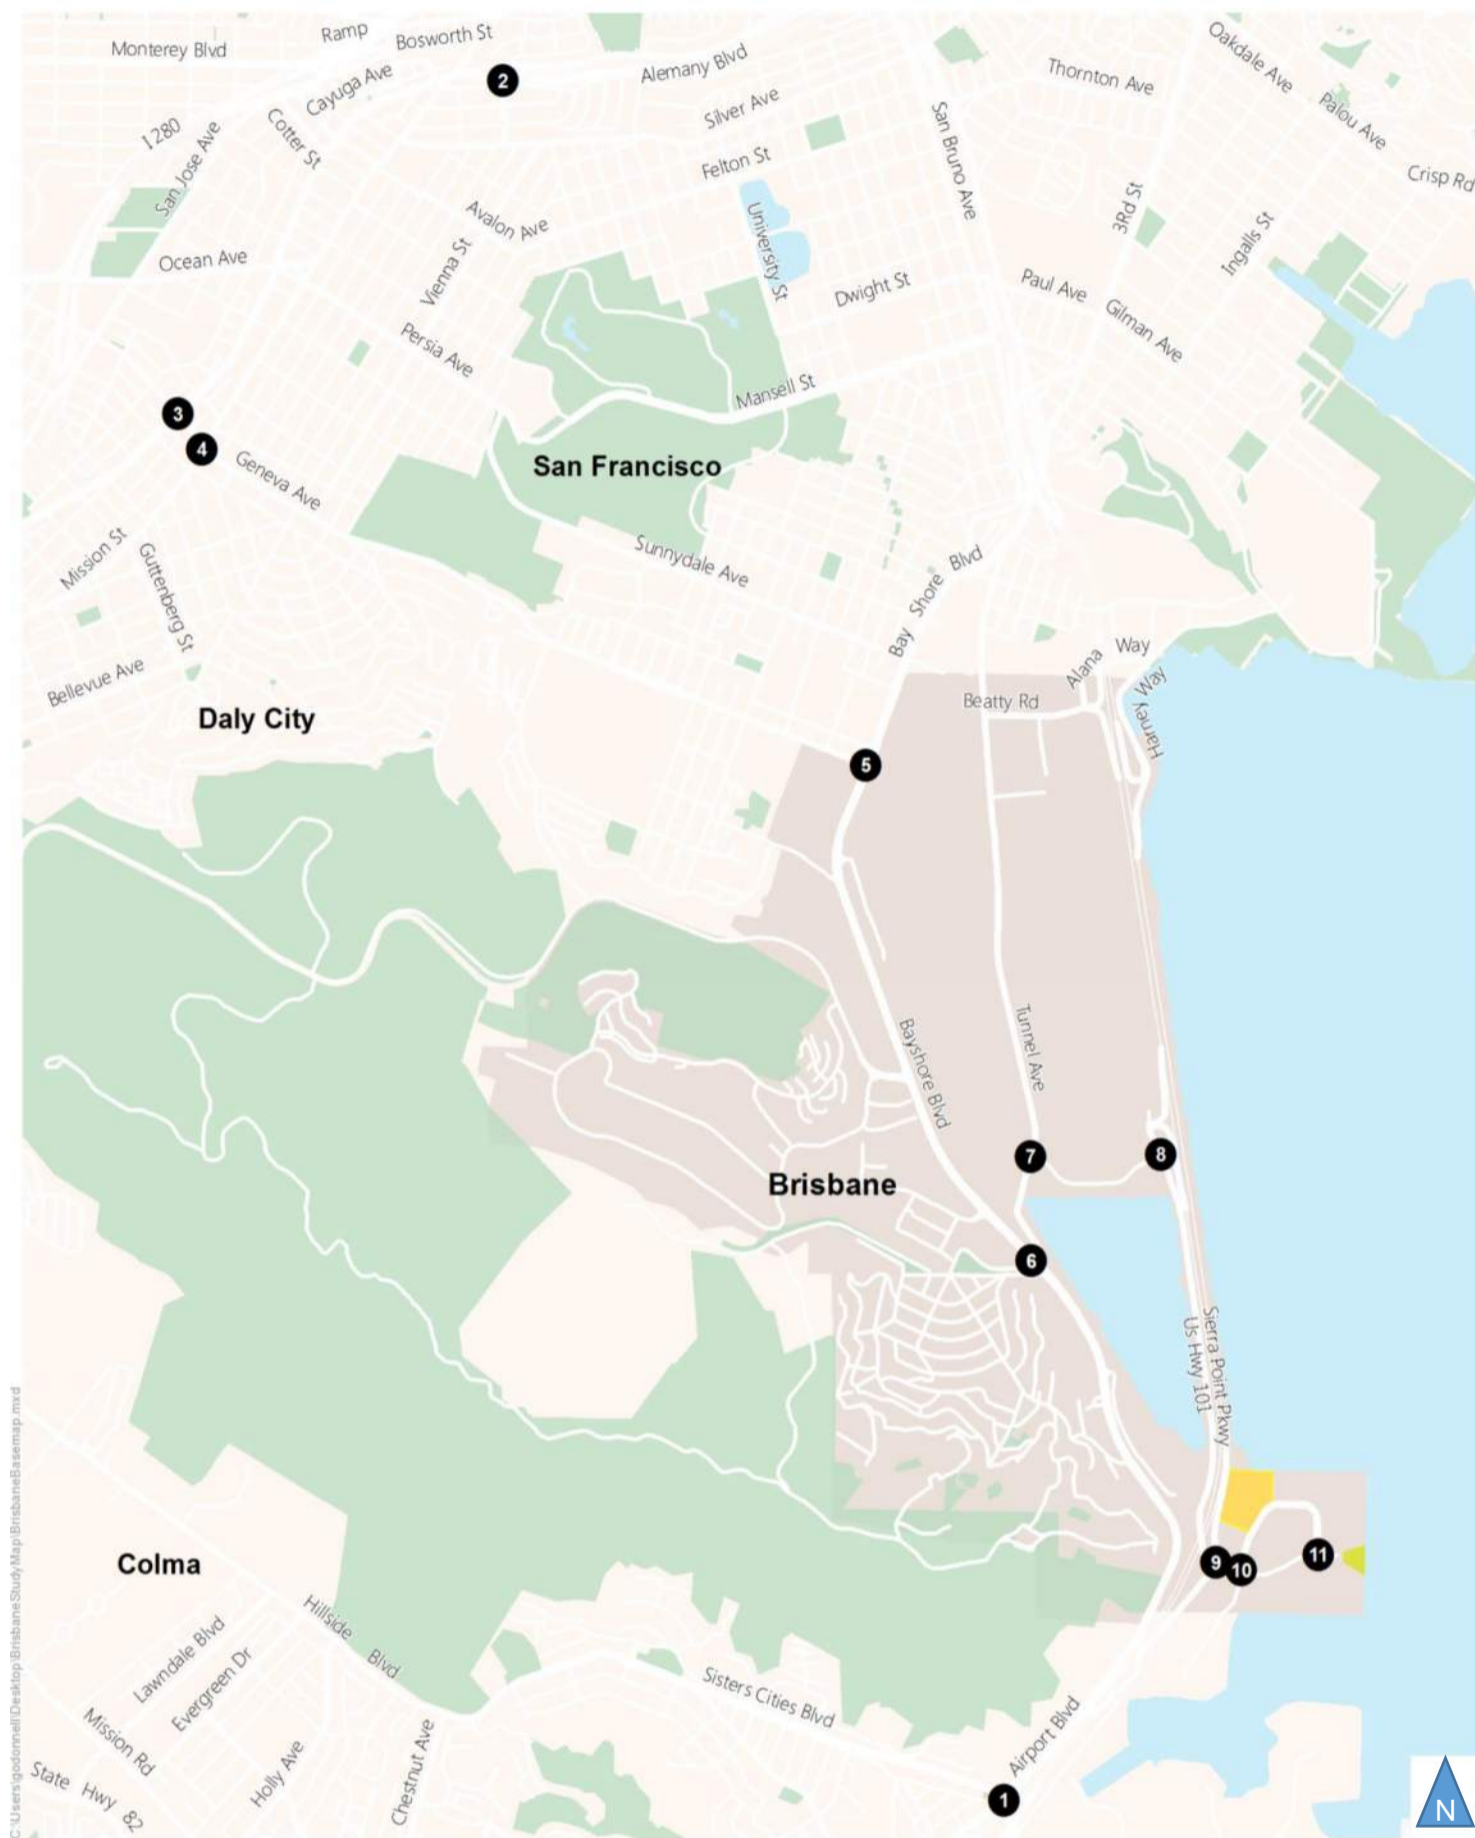 Monterey Blvd
Ramp
Bosworth St
Alemany Blvd
Oakdale Ave
Thornton Ave
Palou Ave
Crisp Rd
2
Cayuga Ave
Silver Ave
I 280
Cotter St
San Jose Ave
Felton St
San Bruno Ave
3Rd St
Ingalls St
Avalon Ave
University St
Ocean Ave
Vienna St
Dwight St
Paul Ave
Gilman Ave
Persia Ave
Mansell St
3
4
Geneva Ave
San Francisco
Mission St
Guttenberg St
Sunnydale Ave
Bay Shore Blvd
Bellevue Ave
Alana Way
Harney Way
Beatty Rd
Daly City
5
Bayshore Blvd
Tunnel Ave
7
8
Brisbane
6
Sierra Point Pkwy
Us Hwy 101
9
10
11
Colma
Hillside Blvd
Lawndale Blvd
Evergreen Dr
Sisters Cities Blvd
Airport Blvd
Mission Rd
Holly Ave
Chestnut Ave
State Hwy 82
1
N
C:\Users\godonnell\Desktop\BrisbaneStudyMap\BrisbaneBasemap.mxd